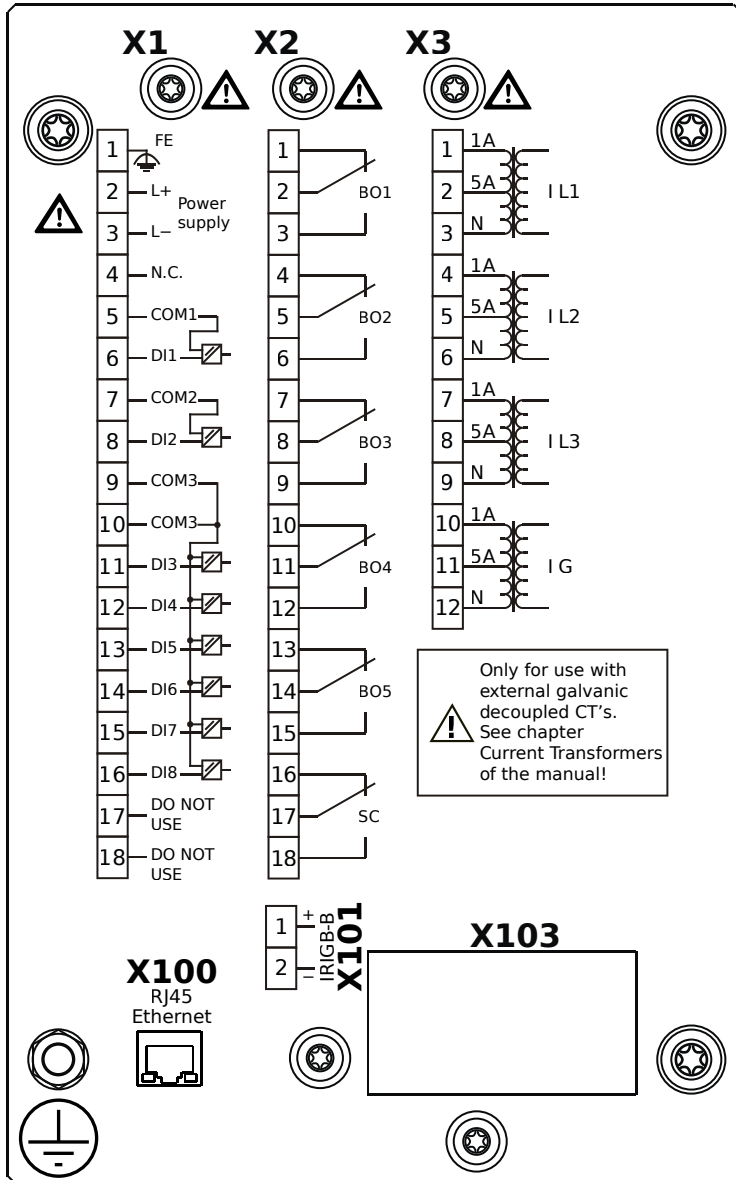 X1 X2 X3
1 FE
2 L+
Power
supply
3 L−
4 N.C.
5 COM1
6 DI1
7 COM2
8 DI2
9 COM3
10 COM3
11 DI3
12 DI4
13 DI5
14 DI6
15 DI7
16 DI8
17 DO NOT
USE
18 DO NOT
USE
1
2 BO1
3
4
5 BO2
6
7
8 BO3
9
10
11 BO4
12
13
14 BO5
15
16
17 SC
18
1 1A
2 5A I L1
3 N
4 1A
5 5A I L2
6 N
7 1A
8 5A I L3
9 N
10 1A
11 5A I G
12 N
Only for use with
external galvanic
decoupled CT's.
See chapter
Current Transformers
of the manual!
1 +
2 −
IRIGB-B
X101
X103
X100
RJ45
Ethernet